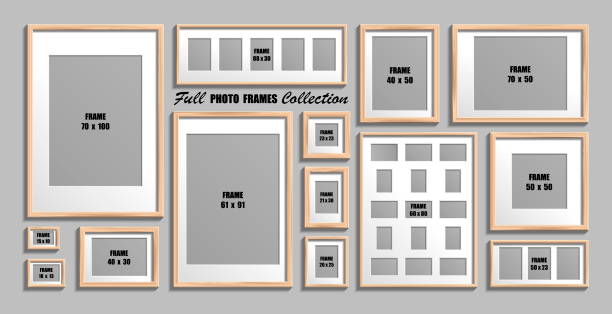 FRAME
70 x 100
FRAME
68 x 30
FRAME
40 x 50
FRAME
70 x 50
Full PHOTO FRAMES Collection
FRAME
61 x 91
FRAME
23 x 23
FRAME
21 x 30
FRAME
20 x 25
FRAME
60 x 80
FRAME
50 x 50
FRAME
15 x 10
FRAME
18 x 13
FRAME
40 x 30
FRAME
50 x 23